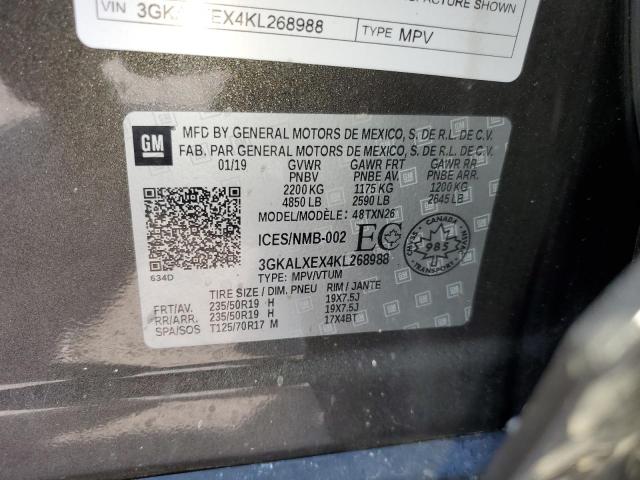 VIN 3GKALXEX4KL268988
TYPE MPV
GM
MFD BY GENERAL MOTORS DE MEXICO, S. DE R.L. DE C.V.
FAB. PAR GENERAL MOTORS DE MEXICO, S. DE R.L. DE C.V.
01/19 GVWR GAWR FRT GAWR RR
PNBV PNBE AV. PNBE ARR.
2200 KG 1175 KG 1200 KG
4850 LB 2590 LB 2645 LB
MODEL/MODÈLE: 48TXN26
ICES/NMB-002 EC
3GKALXEX4KL268988
TYPE: MPV/VTUM
634D
TIRE SIZE / DIM. PNEU RIM / JANTE
FRT/AV. 235/50R19 H 19X7.5J
RR/ARR. 235/50R19 H 19X7.5J
SPA/SOS T125/70R17 M 17X4BT
CANADA
985
TRANSPORT